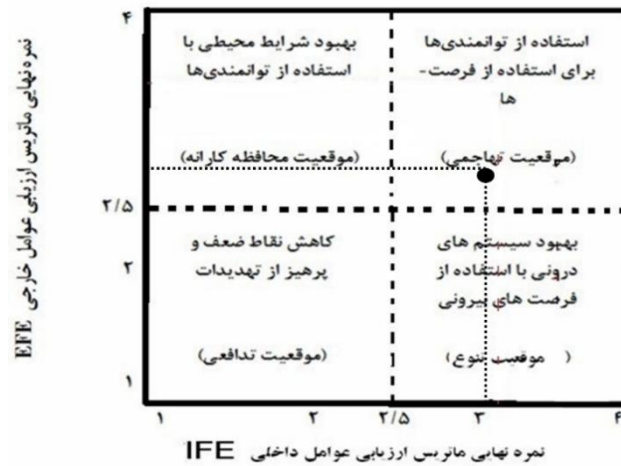 نمره نهایی ماتریس ارزیابی عوامل خارجی EFE
۴
بهبود شرایط محیطی با
استفاده از توانمندی‌ها
(موقعیت محافظه کارانه)
استفاده از توانمندی‌ها
برای استفاده از فرصت-
ها
(موقعیت تهاجمی)
۲/۵
۲
کاهش نقاط ضعف و
پرهیز از تهدیدات
(موقعیت تدافعی)
بهبود سیستم های
درونی با استفاده از
فرصت های بیرونی
( موقعیت تنوع)
۱
۱ ۲ ۲/۵ ۳ ۴
نمره نهایی ماتریس ارزیابی عوامل داخلی IFE